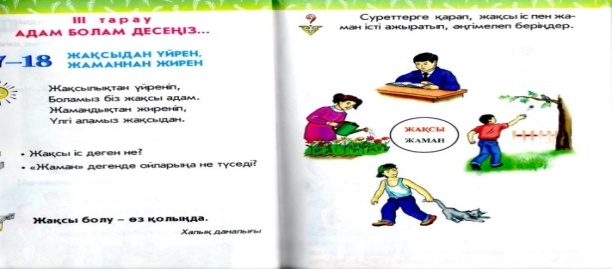 III тарау
АДАМ БОЛАМ ДЕСЕҢІЗ...
7–18
ЖАҚСЫДАН ҮЙРЕН,
ЖАМАННАН ЖИРЕН
Жақсылықтан үйреніп,
Боламыз біз жақсы адам.
Жамандықтан жиреніп,
Үлгі аламыз жақсыдан.
• Жақсы іс деген не?
• «Жаман» дегенде ойларыңа не түседі?
Жақсы болу – өз қолыңда.
Халық даналығы
Суреттерге қарап, жақсы іс пен жа-
ман істі ажыратып, әңгімелеп беріңдер.
ЖАҚСЫ
ЖАМАН